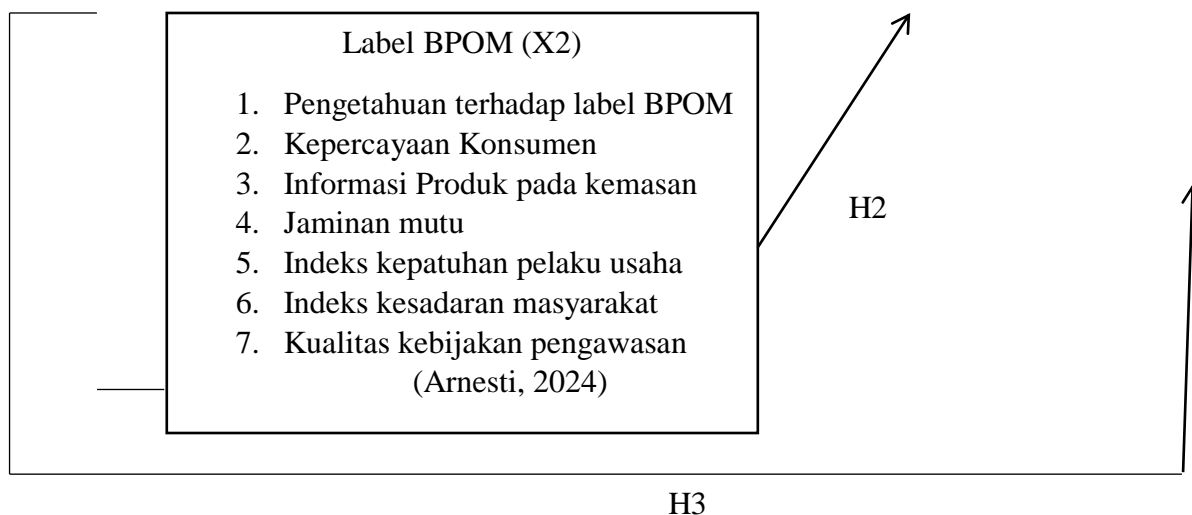 Label BPOM (X2)
1. Pengetahuan terhadap label BPOM
2. Kepercayaan Konsumen
3. Informasi Produk pada kemasan
4. Jaminan mutu
5. Indeks kepatuhan pelaku usaha
6. Indeks kesadaran masyarakat
7. Kualitas kebijakan pengawasan
(Arnesti, 2024)
H2
H3